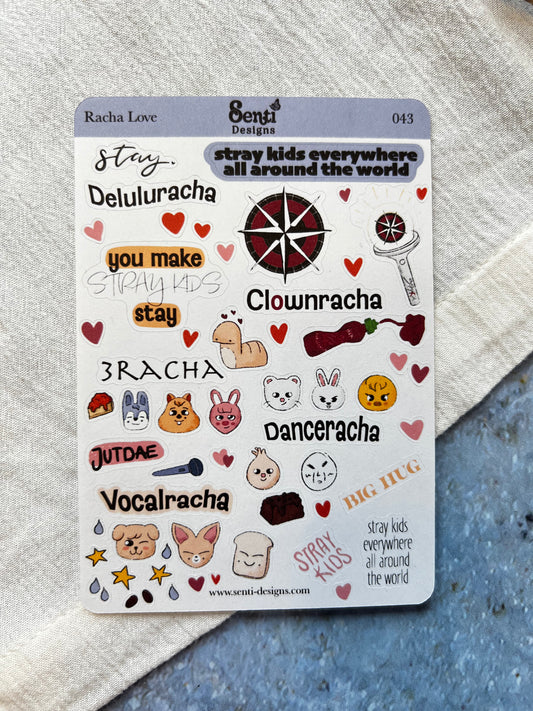 Racha Love
Senti
Designs
043
stay.
stray kids everywhere
all around the world
Deluluracha
you make
STRAY KIDS
stay
Clownracha
3RACHA
Danceracha
JUTDAE
Vocalracha
BIG HUG
STRAY
KIDS
stray kids
everywhere
all around
the world
www.senti-designs.com